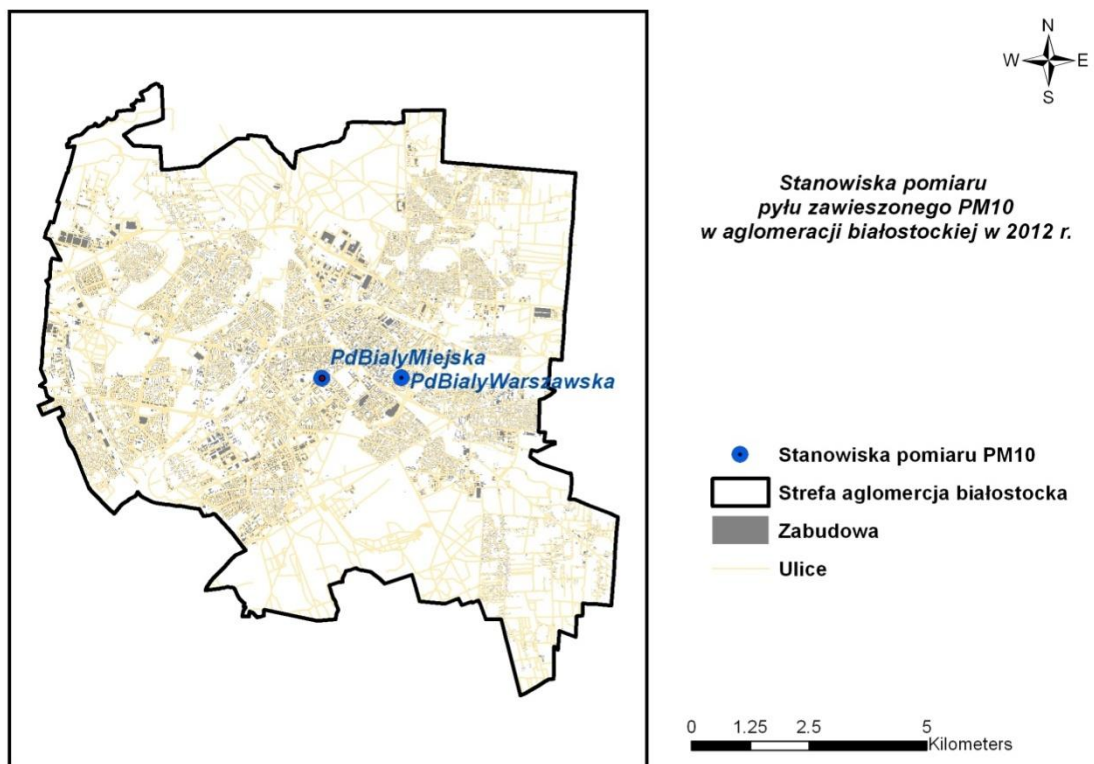 N
W E
S
Stanowiska pomiaru
pyłu zawieszonego PM10
w aglomeracji białostockiej w 2012 r.
PdBialyMiejska
PdBialyWarszawska
Stanowiska pomiaru PM10
Strefa aglomercja białostocka
Zabudowa
Ulice
0 1.25 2.5 5
Kilometers